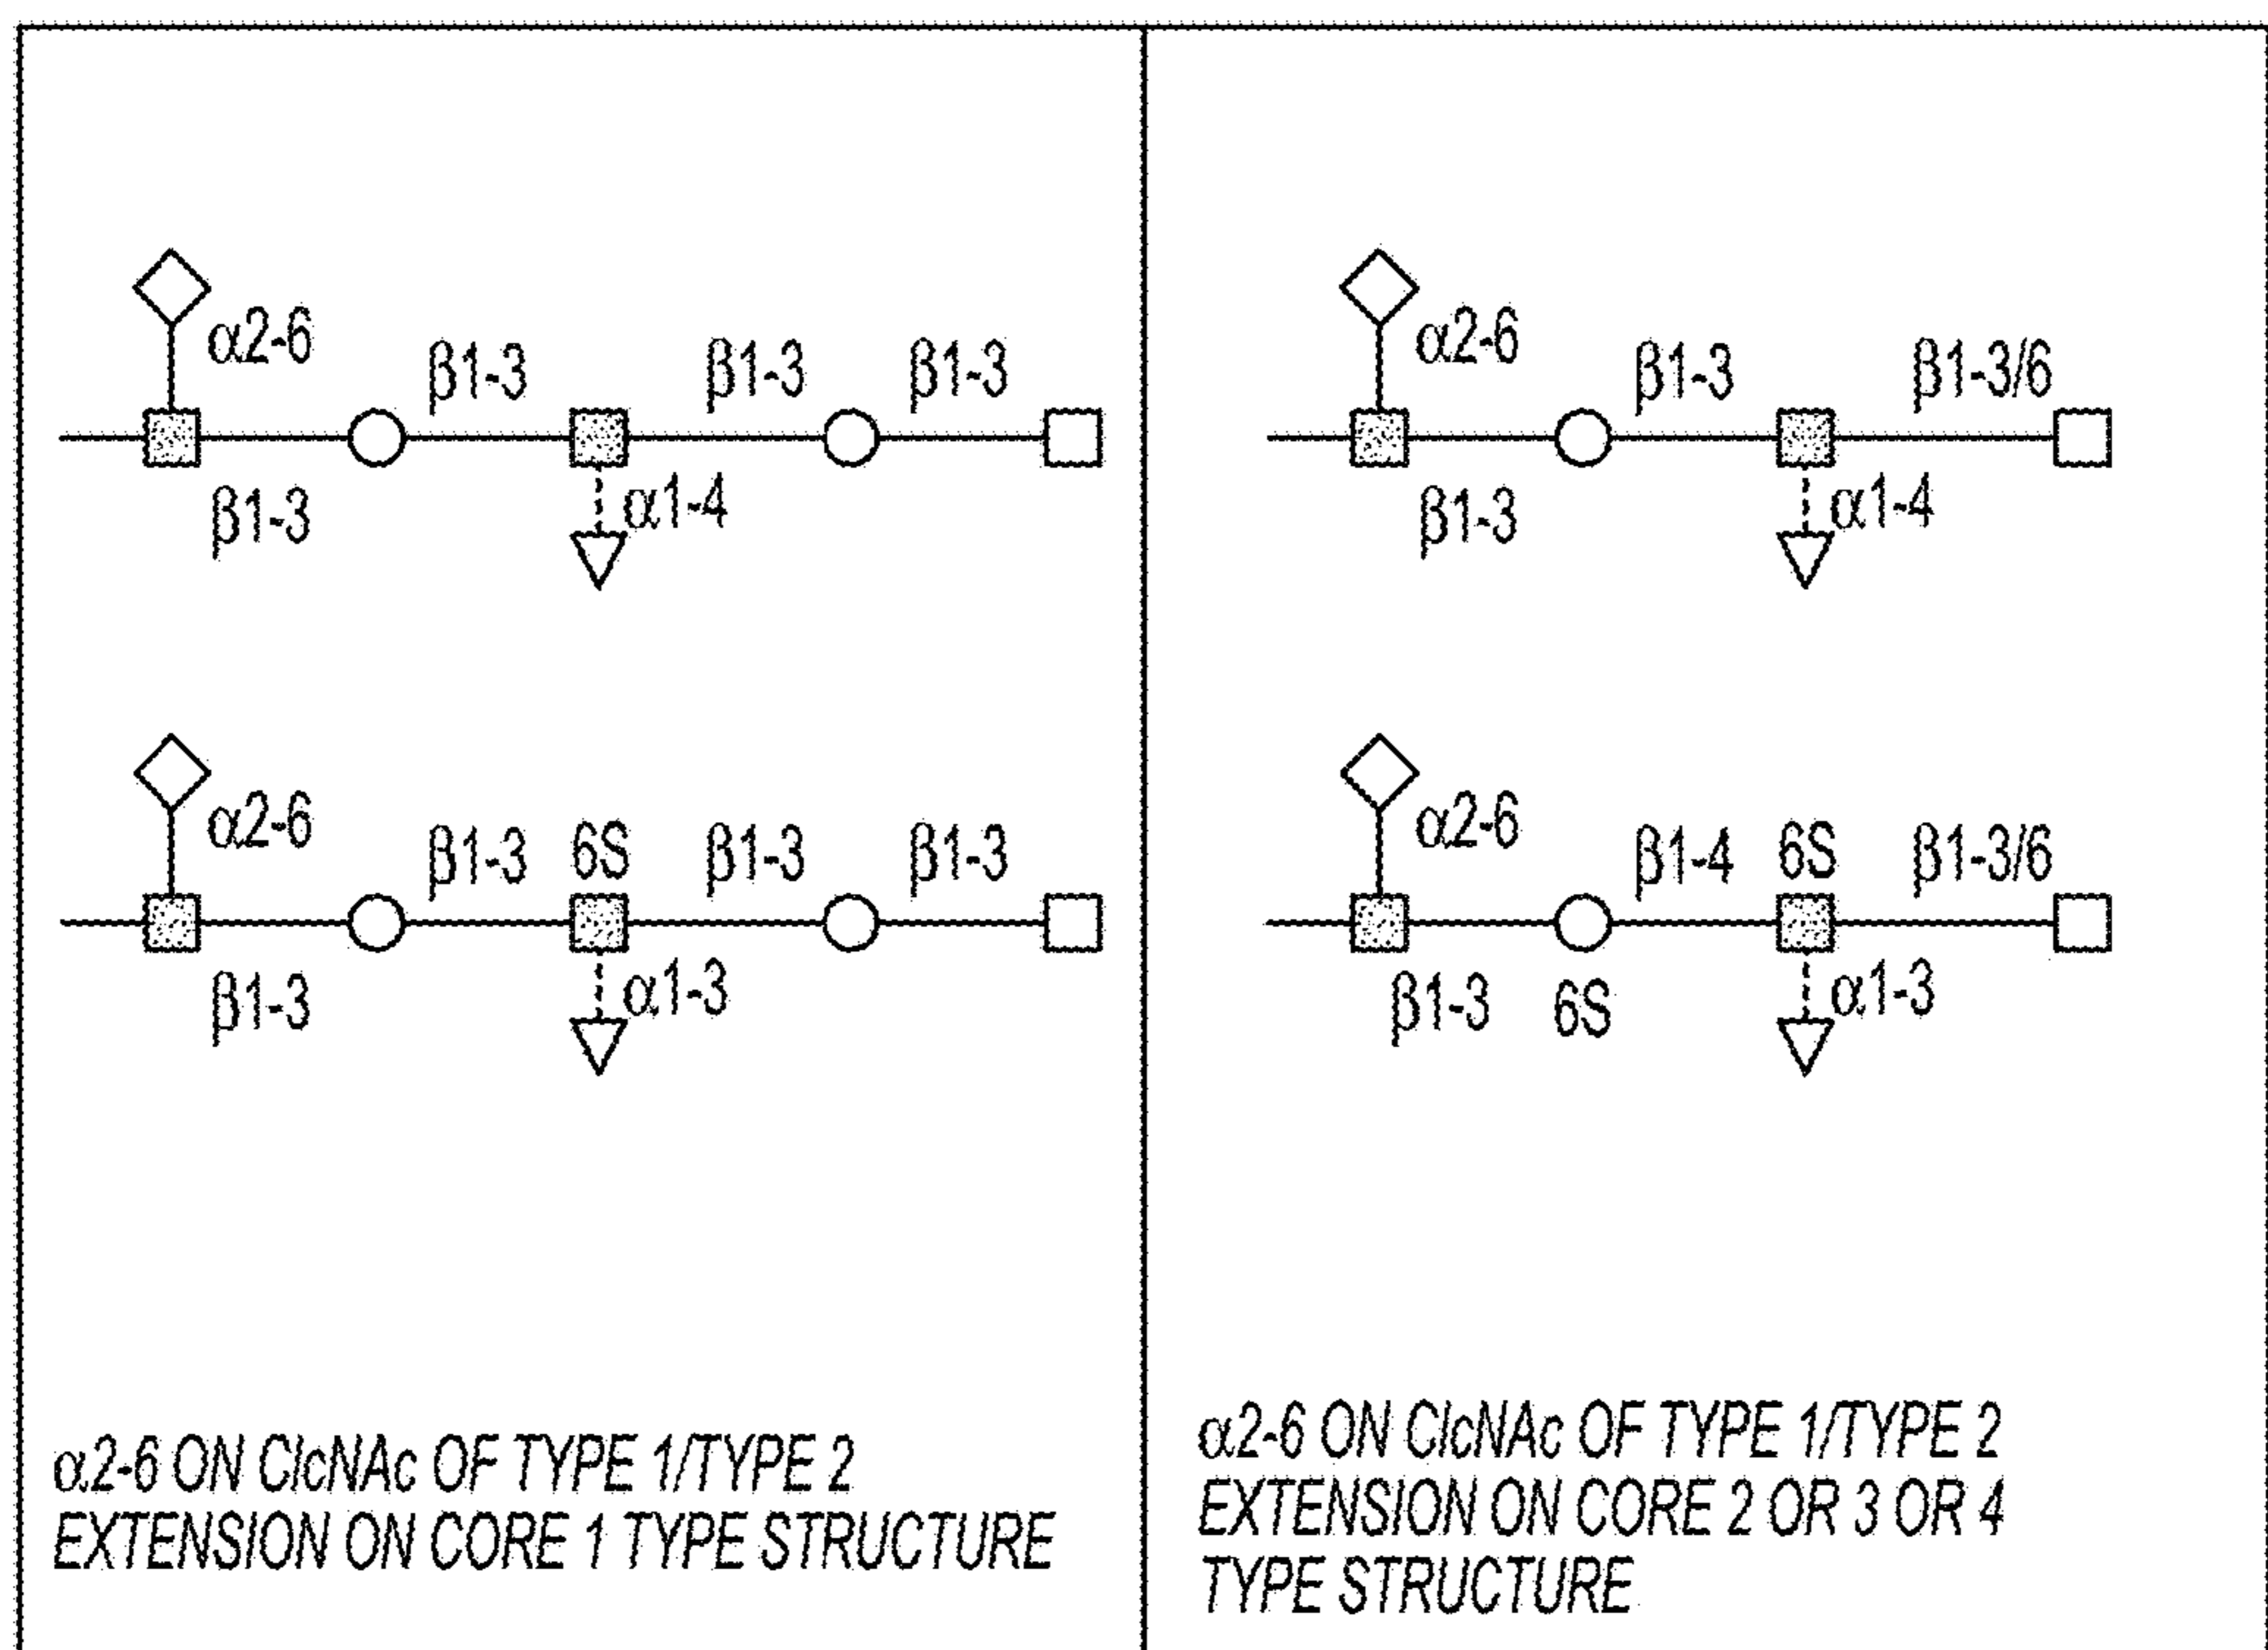 α2-6
β1-3 β1-3 β1-3
β1-3 α1-4
α2-6
β1-3 6S β1-3 β1-3
β1-3 α1-3
α2-6 ON ClcNAc OF TYPE 1/TYPE 2
EXTENSION ON CORE 1 TYPE STRUCTURE
α2-6
β1-3 β1-3/6
β1-3 α1-4
α2-6
β1-4 6S β1-3/6
β1-3 6S α1-3
α2-6 ON ClcNAc OF TYPE 1/TYPE 2
EXTENSION ON CORE 2 OR 3 OR 4
TYPE STRUCTURE